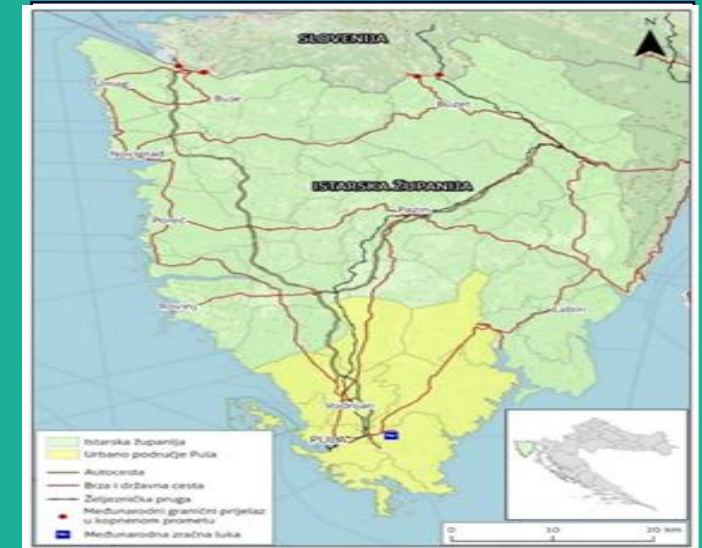 SLOVENIJA
N
Umag
Buje
Buzet
Novigrad
ISTARSKA ŽUPANIJA
Pazin
Poreč
Rovinj
Labin
Vodnjan
PULA
Istarska županija
Urbano područje Pula
Autocesta
Brza i državna cesta
Željeznička pruga
Međunarodni granični prijelaz
u kopnenom prometu
Međunarodna zračna luka
0 10 20 km